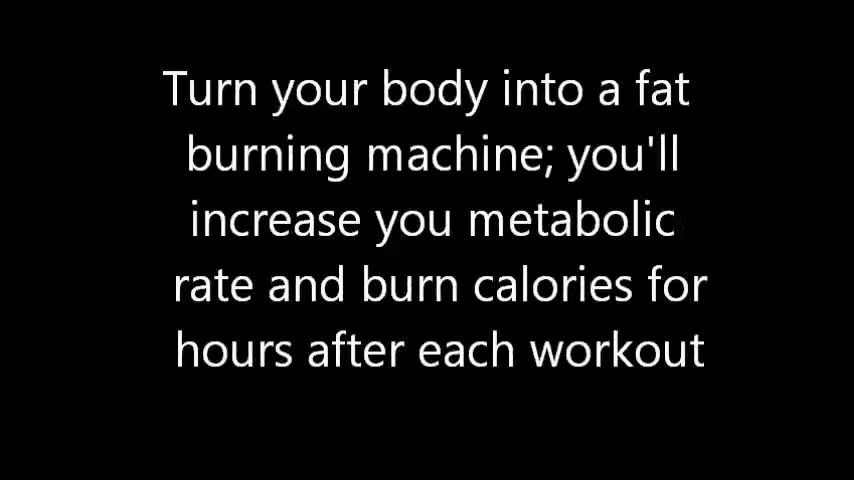 Turn your body into a fat
burning machine; you'll
increase you metabolic
rate and burn calories for
hours after each workout